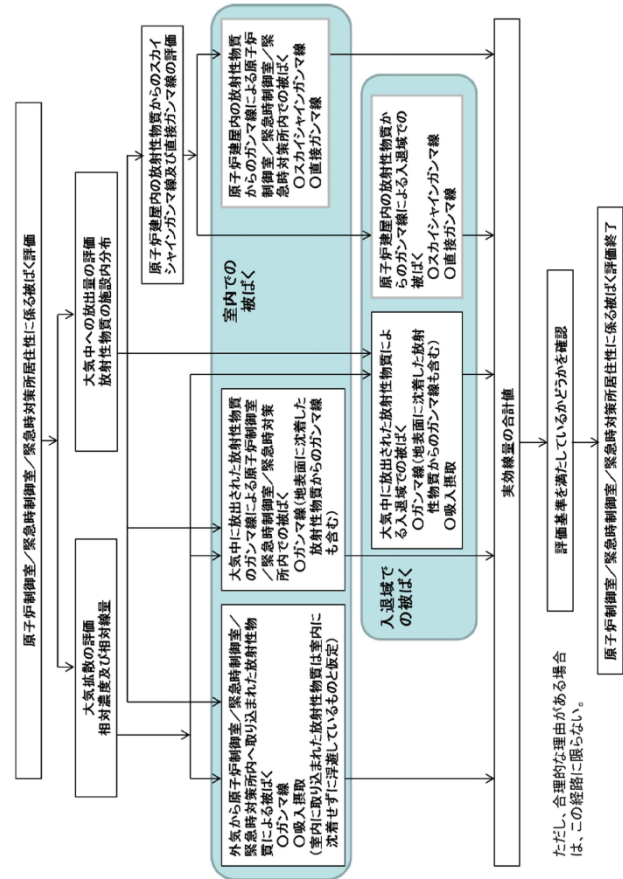 原子炉制御室／緊急時制御室／緊急時対策所居住性に係る被ばく評価
大気拡散の評価
相対濃度及び相対線量
大気中への放出量の評価
放射性物質の施設内分布
原子炉建屋内の放射性物質からのスカイ
シャインガンマ線及び直接ガンマ線の評価
室内での
被ばく
外気から原子炉制御室／緊急時制御室／
緊急時対策所内へ取り込まれた放射性物
質による被ばく
○ガンマ線
○吸入摂取
（室内に取り込まれた放射性物質は室内に
沈着せずに浮遊しているものと仮定）
大気中に放出された放射性物質
のガンマ線による原子炉制御室
／緊急時制御室／緊急時対策
所内での被ばく
○ガンマ線（地表面に沈着した
放射性物質からのガンマ線
も含む）
原子炉建屋内の放射性物質
からのガンマ線による原子炉
制御室／緊急時制御室／緊
急時対策所内での被ばく
○スカイシャインガンマ線
○直接ガンマ線
入退域で
の被ばく
大気中に放出された放射性物質によ
る入退域での被ばく
○ガンマ線（地表面に沈着した放射
性物質からのガンマ線も含む）
○吸入摂取
原子炉建屋内の放射性物質か
らのガンマ線による入退域での
被ばく
○スカイシャインガンマ線
○直接ガンマ線
実効線量の合計値
評価基準を満たしているかどうかを確認
原子炉制御室／緊急時制御室／緊急時対策所居住性に係る被ばく評価終了
ただし、合理的な理由がある場合
は、この経路に限らない。